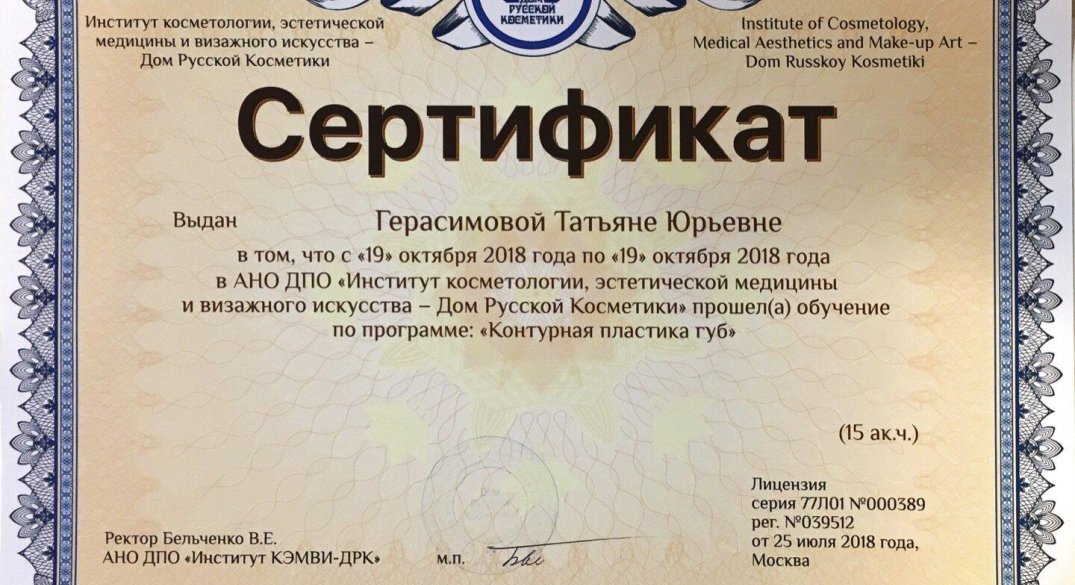 ДОМ
РУССКОЙ
КОСМЕТИКИ
Институт косметологии, эстетической
медицины и визажного искусства –
Дом Русской Косметики
Institute of Cosmetology,
Medical Aesthetics and Make-up Art –
Dom Russkoy Kosmetiki
Сертификат
Выдан Герасимовой Татьяне Юрьевне
в том, что с «19» октября 2018 года по «19» октября 2018 года
в АНО ДПО «Институт косметологии, эстетической медицины
и визажного искусства – Дом Русской Косметики» прошел(а) обучение
по программе: «Контурная пластика губ»
(15 ак.ч.)
Лицензия
серия 77Л01 №000389
рег. №039512
от 25 июля 2018 года,
Москва
Ректор Бельченко В.Е.
АНО ДПО «Институт КЭМВИ-ДРК» м.п.